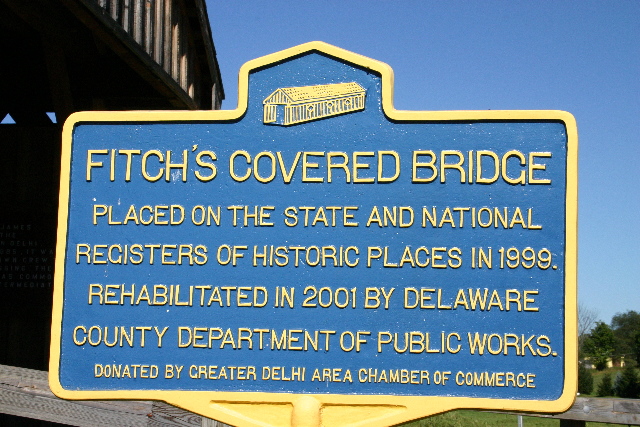 FITCH'S COVERED BRIDGE
PLACED ON THE STATE AND NATIONAL
REGISTERS OF HISTORIC PLACES IN 1999.
REHABILITATED IN 2001 BY DELAWARE
COUNTY DEPARTMENT OF PUBLIC WORKS.
DONATED BY GREATER DELHI AREA CHAMBER OF COMMERCE